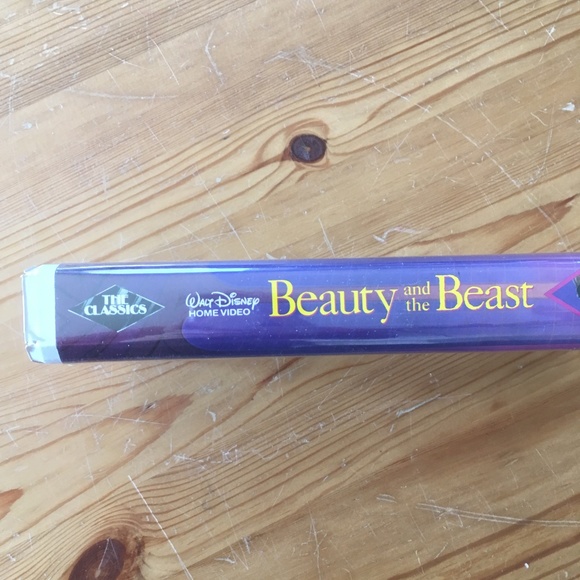 THE
CLASSICS
WALT DISNEY
HOME VIDEO
Beauty and the Beast